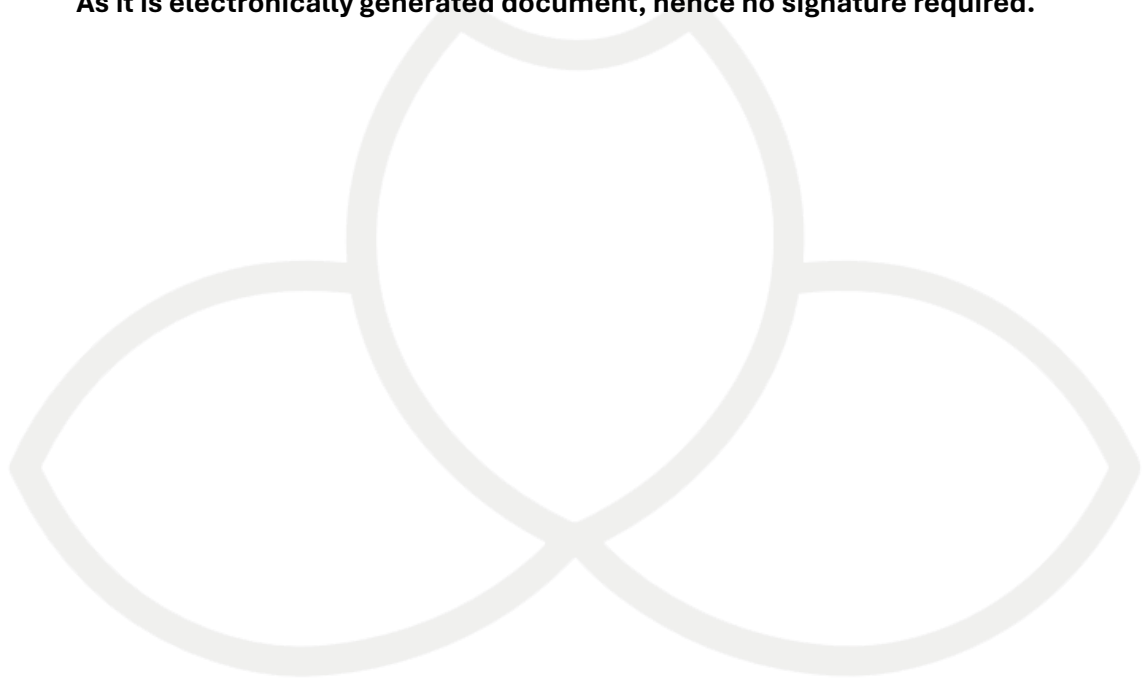 As it is electronically generated document, hence no signature required.